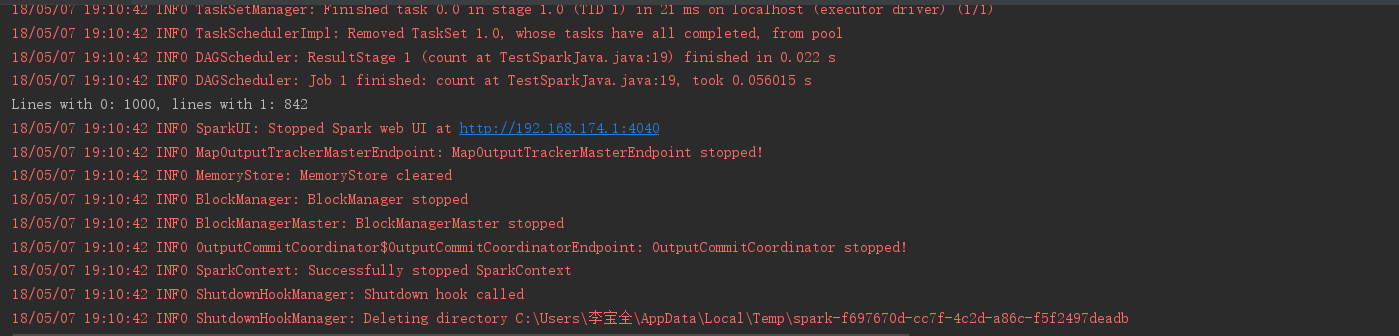 18/05/07 19:10:42 INFO TaskSetManager: Finished task 0.0 in stage 1.0 (TID 1) in 21 ms on localhost (executor driver) (1/1)
18/05/07 19:10:42 INFO TaskSchedulerImpl: Removed TaskSet 1.0, whose tasks have all completed, from pool
18/05/07 19:10:42 INFO DAGScheduler: ResultStage 1 (count at TestSparkJava.java:19) finished in 0.022 s
18/05/07 19:10:42 INFO DAGScheduler: Job 1 finished: count at TestSparkJava.java:19, took 0.056015 s
Lines with 0: 1000, lines with 1: 842
18/05/07 19:10:42 INFO SparkUI: Stopped Spark web UI at http://192.168.174.1:4040
18/05/07 19:10:42 INFO MapOutputTrackerMasterEndpoint: MapOutputTrackerMasterEndpoint stopped!
18/05/07 19:10:42 INFO MemoryStore: MemoryStore cleared
18/05/07 19:10:42 INFO BlockManager: BlockManager stopped
18/05/07 19:10:42 INFO BlockManagerMaster: BlockManagerMaster stopped
18/05/07 19:10:42 INFO OutputCommitCoordinator$OutputCommitCoordinatorEndpoint: OutputCommitCoordinator stopped!
18/05/07 19:10:42 INFO SparkContext: Successfully stopped SparkContext
18/05/07 19:10:42 INFO ShutdownHookManager: Shutdown hook called
18/05/07 19:10:42 INFO ShutdownHookManager: Deleting directory C:\Users\李宝全\AppData\Local\Temp\spark-f697670d-cc7f-4c2d-a86c-f5f2497deadb